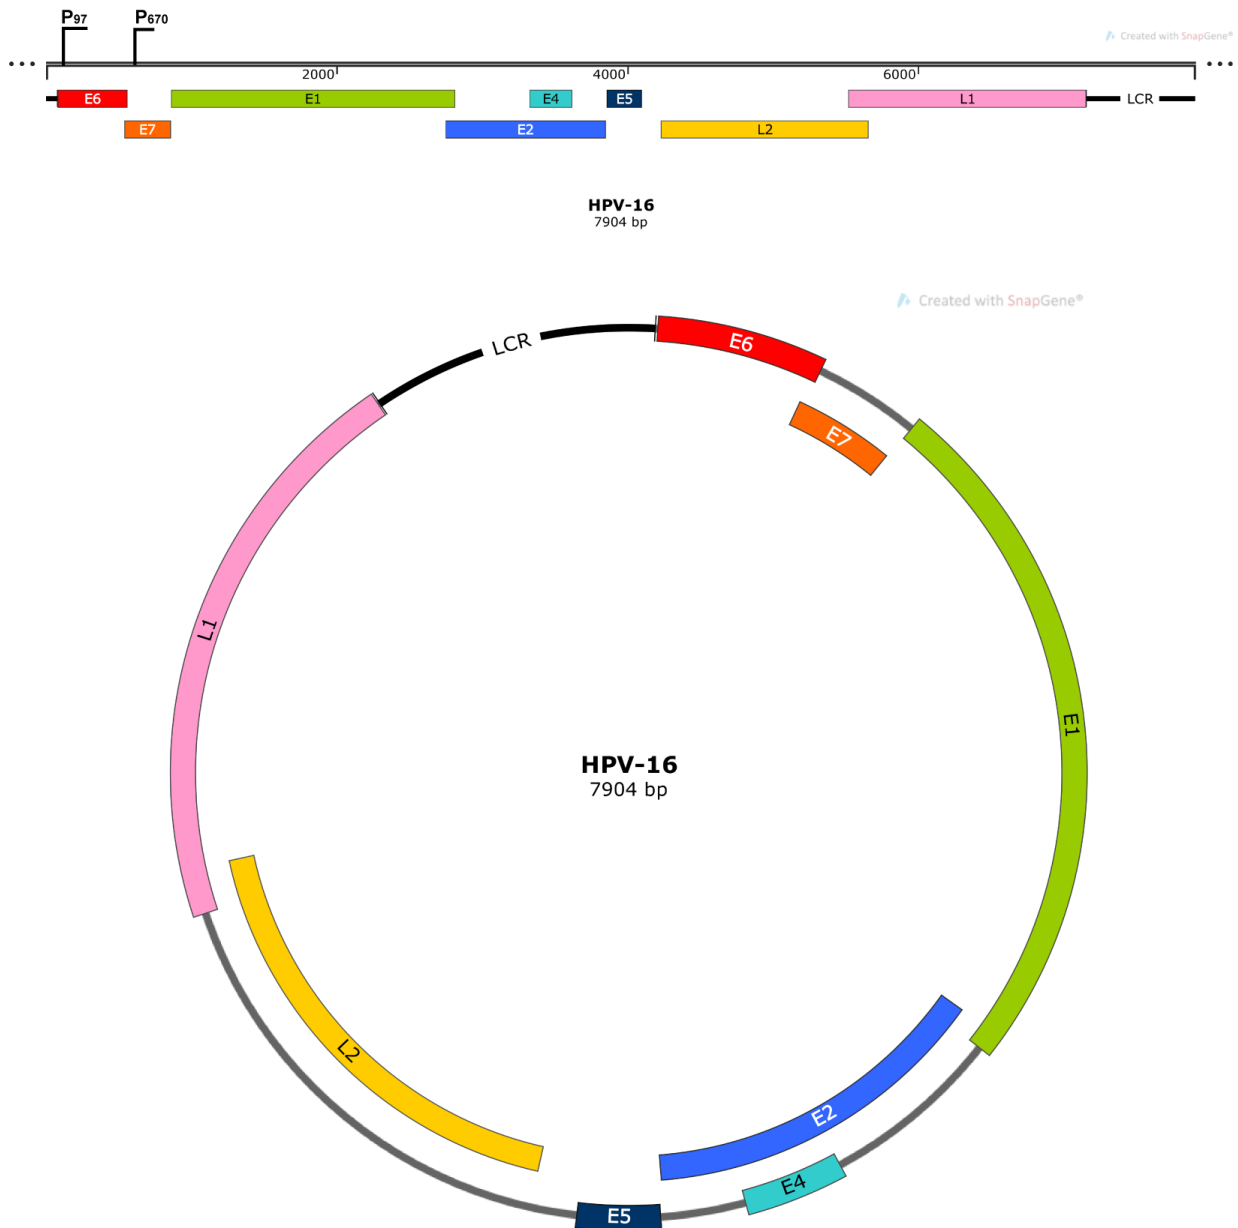 P97 P670
Created with SnapGene®
2000 4000 6000
E6 E1 E4 E5 L1 LCR
E7 E2 L2
HPV-16
7904 bp
Created with SnapGene®
LCR
E6
E7
L1
E1
HPV-16
7904 bp
L2
E2
E4
E5